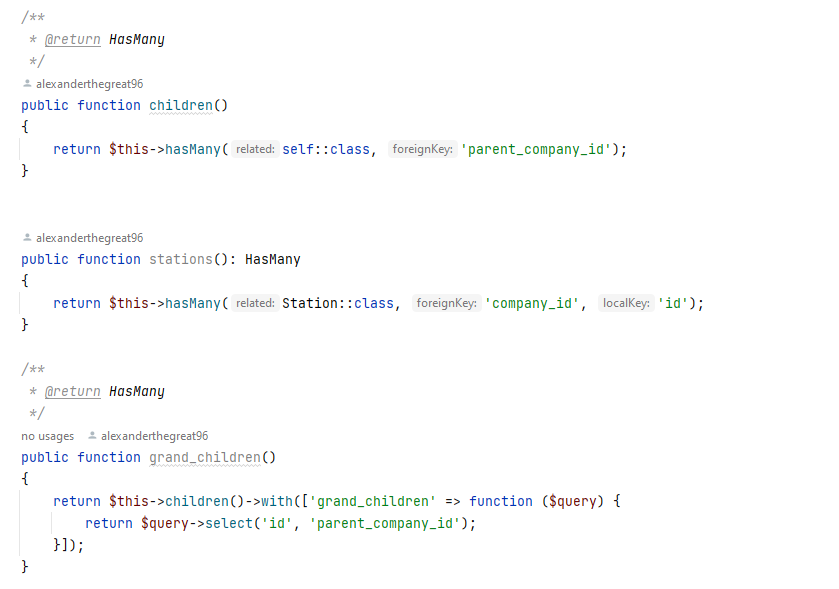 /**
 * @return HasMany
 */
alexanderthegreat96
public function children()
{
    return $this->hasMany( related: self::class, foreignKey: 'parent_company_id');
}
alexanderthegreat96
public function stations(): HasMany
{
    return $this->hasMany( related: Station::class, foreignKey: 'company_id', localKey: 'id');
}
/**
 * @return HasMany
 */
no usages alexanderthegreat96
public function grand_children()
{
    return $this->children()->with(['grand_children' => function ($query) {
        return $query->select('id', 'parent_company_id');
    }]);
}